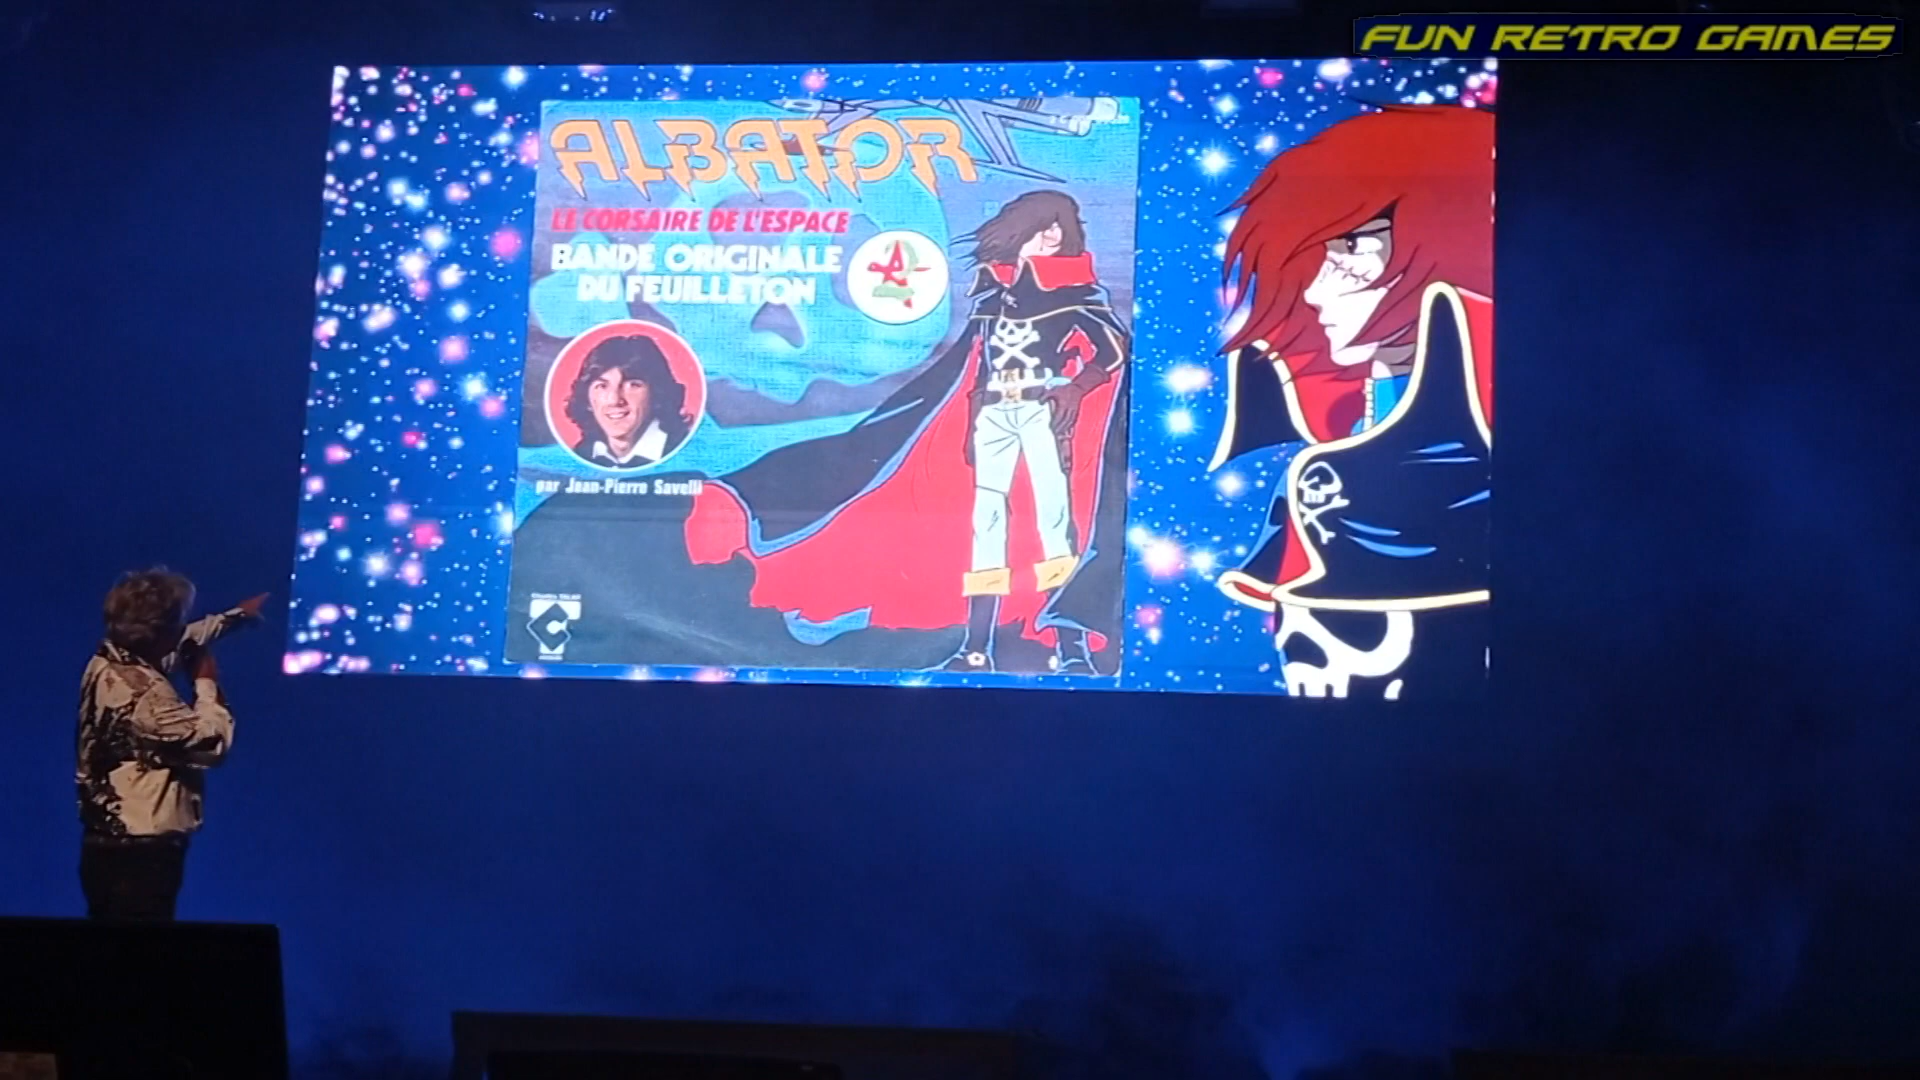 FUN RETRO GAMES
ALBATOR
LE CORSAIRE DE L'ESPACE
BANDE ORIGINALE
DU FEUILLETON
par Jean-Pierre Savelli